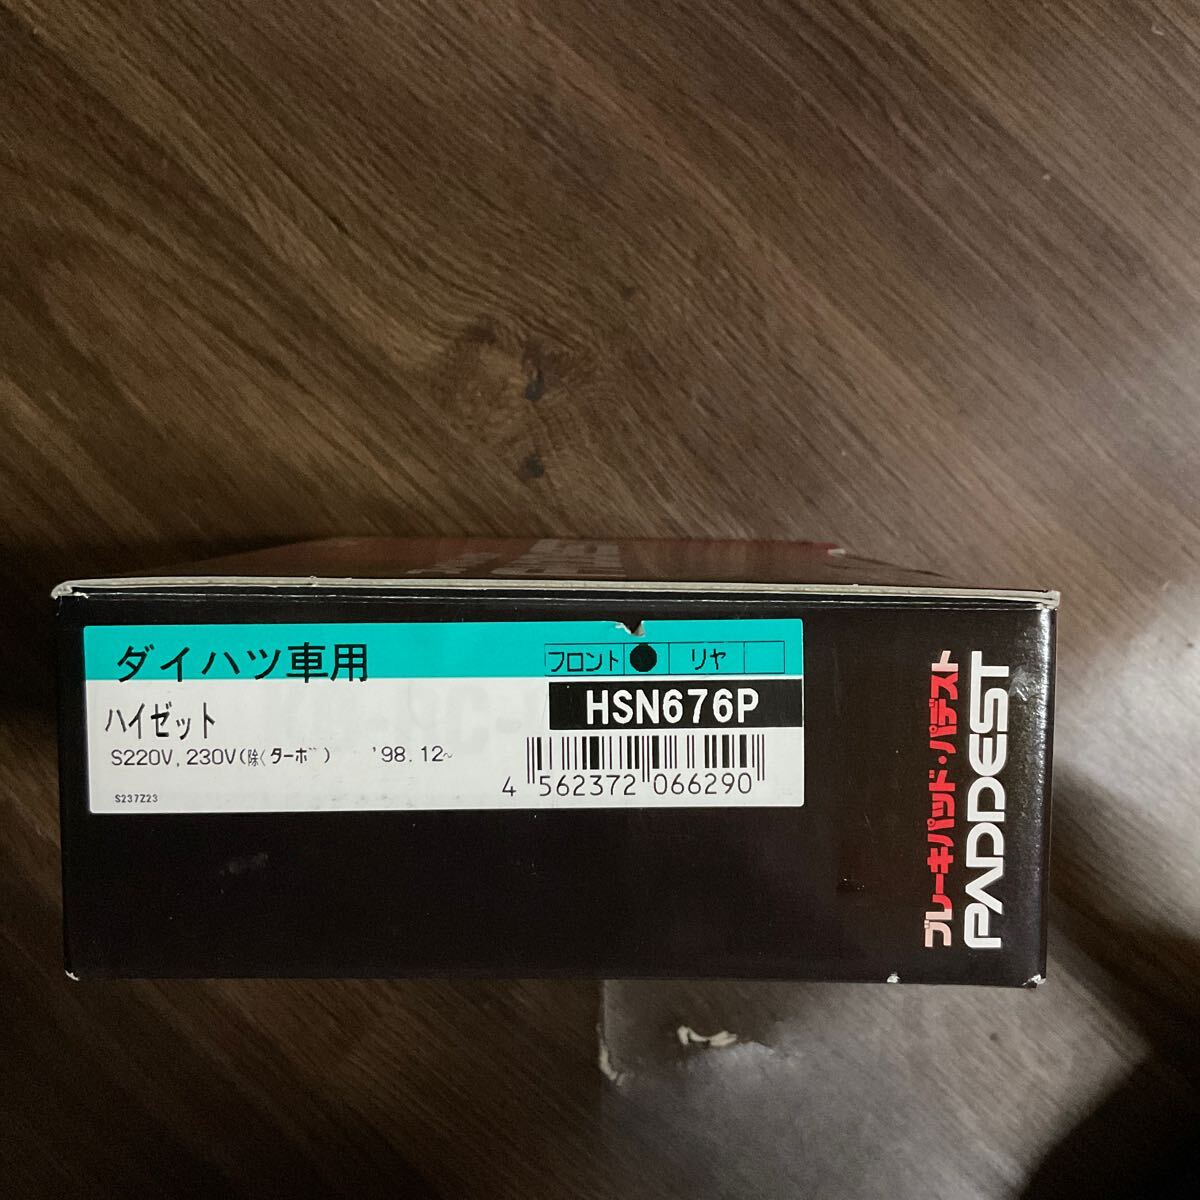 ダイハツ車用
フロント ● リヤ
HSN676P
ハイゼット
S220V, 230V(除くターボ) '98.12~
S237Z23
4 562372 066290
ブレーキパッド・パデスト
PADDEST